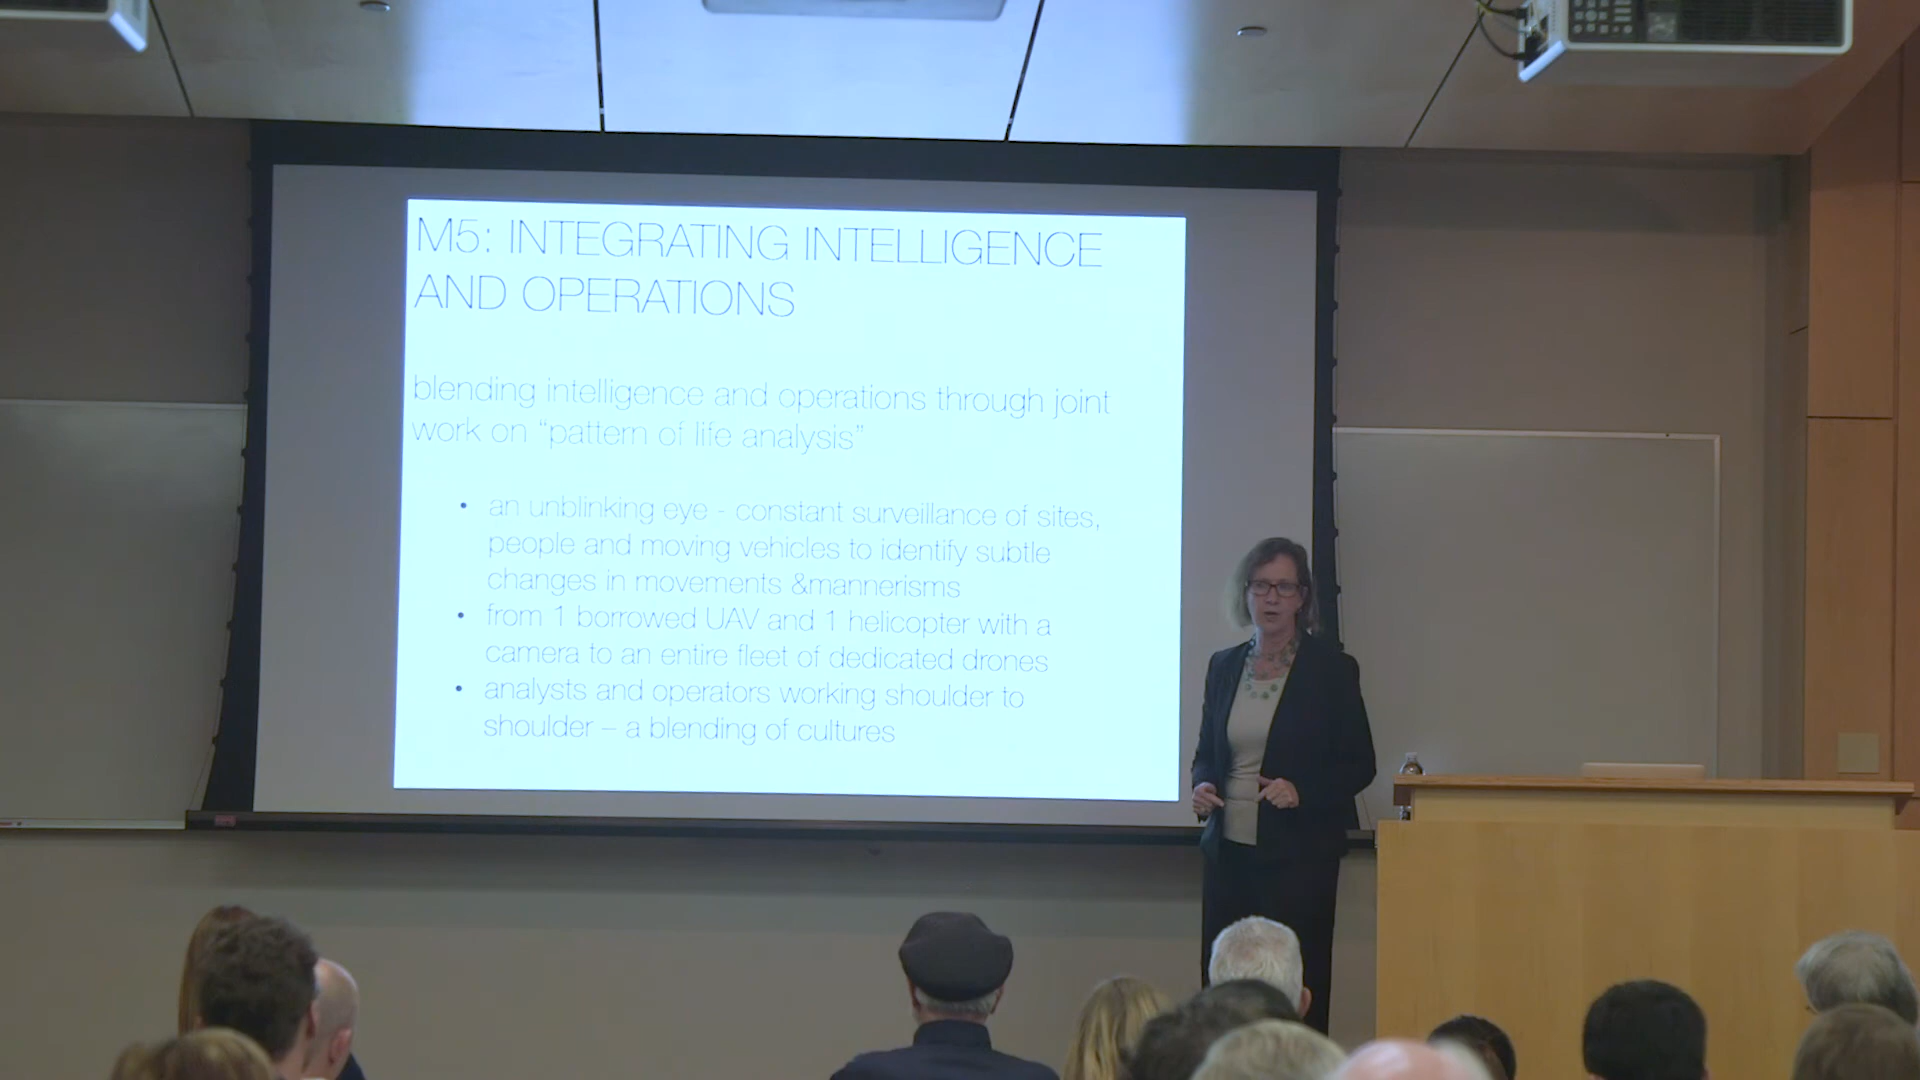 M5: INTEGRATING INTELLIGENCE
AND OPERATIONS
blending intelligence and operations through joint
work on “pattern of life analysis”
• an unblinking eye - constant surveillance of sites,
people and moving vehicles to identify subtle
changes in movements &mannerisms
• from 1 borrowed UAV and 1 helicopter with a
camera to an entire fleet of dedicated drones
• analysts and operators working shoulder to
shoulder – a blending of cultures